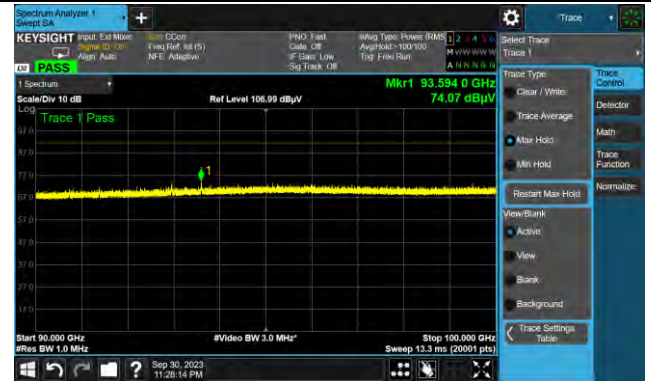 Spectrum Analyzer 1
Swept SA
+
Trace
KEYSIGHT
Input: Ext Mixer
Signal ID: On
Align: Auto
Corr CCorr
Freq Ref: Int (S)
NFE: Adaptive
PNO: Fast
Gate: Off
IF Gain: Low
Sig Track: Off
#Avg Type: Power (RMS
Avg|Hold:>100/100
Trig: Free Run
1 2 3 4 5 6
M W W W W W
A N N N N N
PASS
Select Trace
Trace 1
1 Spectrum
Scale/Div 10 dB
Ref Level 106.99 dBµV
Mkr1 93.594 0 GHz
74.07 dBµV
Log
Trace 1 Pass
97.0
87.0
77.0
67.0
57.0
47.0
37.0
27.0
17.0
1
Start 90.000 GHz
#Res BW 1.0 MHz
#Video BW 3.0 MHz*
Stop 100.000 GHz
Sweep 13.3 ms (20001 pts)
Trace Type
Clear / Write
Trace Average
Max Hold
Min Hold
Restart Max Hold
View/Blank
Active
View
Blank
Background
Trace Settings
Table
Trace
Control
Detector
Math
Trace
Function
Normalize
?
Sep 30, 2023
11:28:14 PM